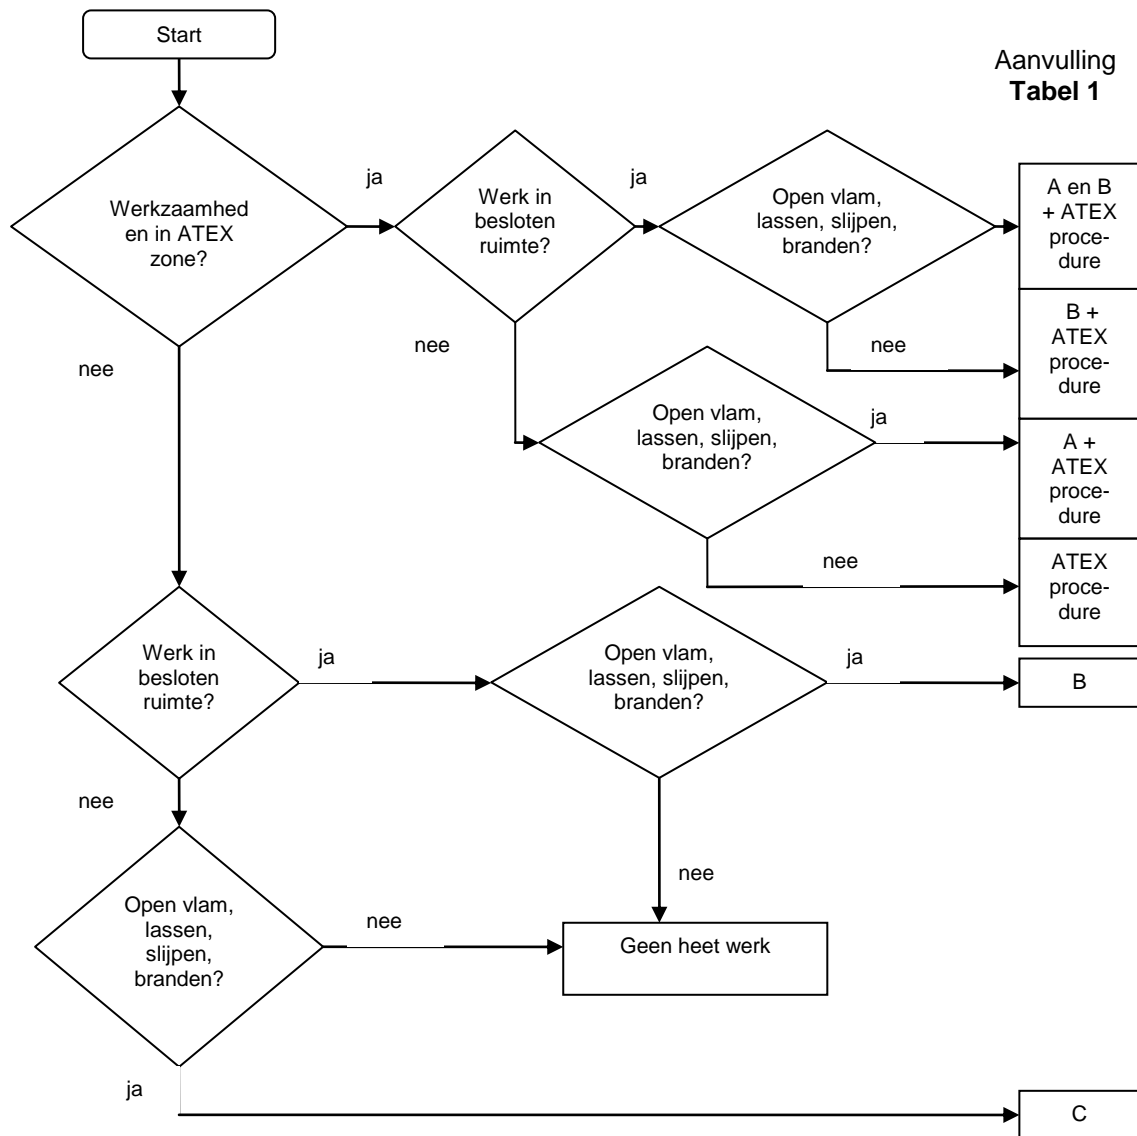 Start
Aanvulling
Tabel 1
Werkzaamhed
en in ATEX
zone?
ja
Werk in
besloten
ruimte?
ja
Open vlam,
lassen, slijpen,
branden?
A en B
+ ATEX
proce-
dure
nee
B +
ATEX
proce-
dure
nee
nee
Open vlam,
lassen, slijpen,
branden?
ja
A +
ATEX
proce-
dure
nee
ATEX
proce-
dure
Werk in
besloten
ruimte?
ja
Open vlam,
lassen, slijpen,
branden?
ja
B
nee
nee
Open vlam,
lassen,
slijpen,
branden?
nee
Geen heet werk
ja
C